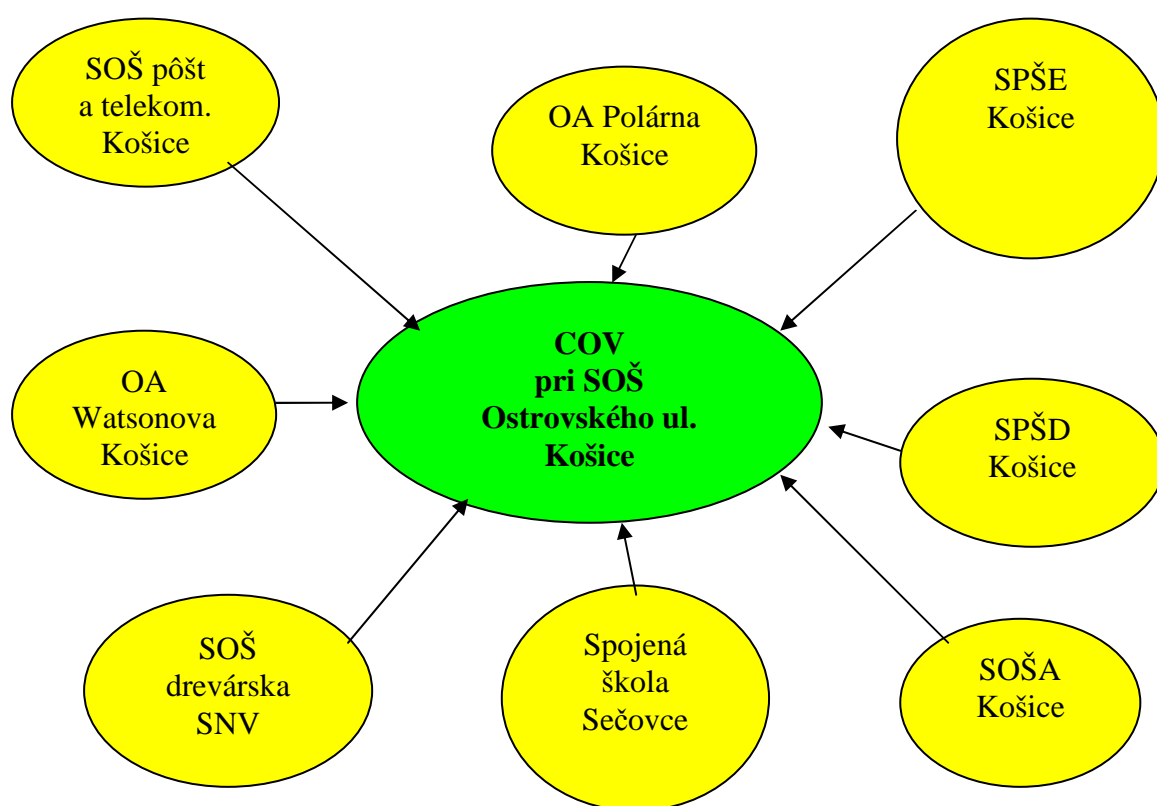 SOŠ pôšt
a telekom.
Košice
OA Polárna
Košice
SPŠE
Košice
OA
Watsonova
Košice
COV
pri SOŠ
Ostrovského ul.
Košice
SPŠD
Košice
SOŠ
drevárska
SNV
Spojená
škola
Sečovce
SOŠA
Košice